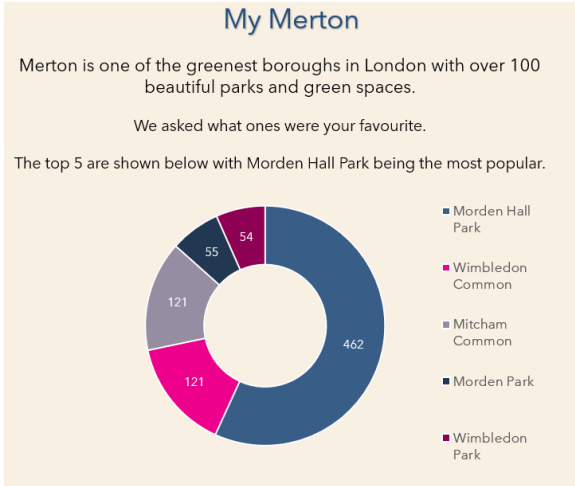 My Merton
Merton is one of the greenest boroughs in London with over 100
beautiful parks and green spaces.
We asked what ones were your favourite.
The top 5 are shown below with Morden Hall Park being the most popular.
54
55
121
121
462
Morden Hall
Park
Wimbledon
Common
Mitcham
Common
Morden Park
Wimbledon
Park